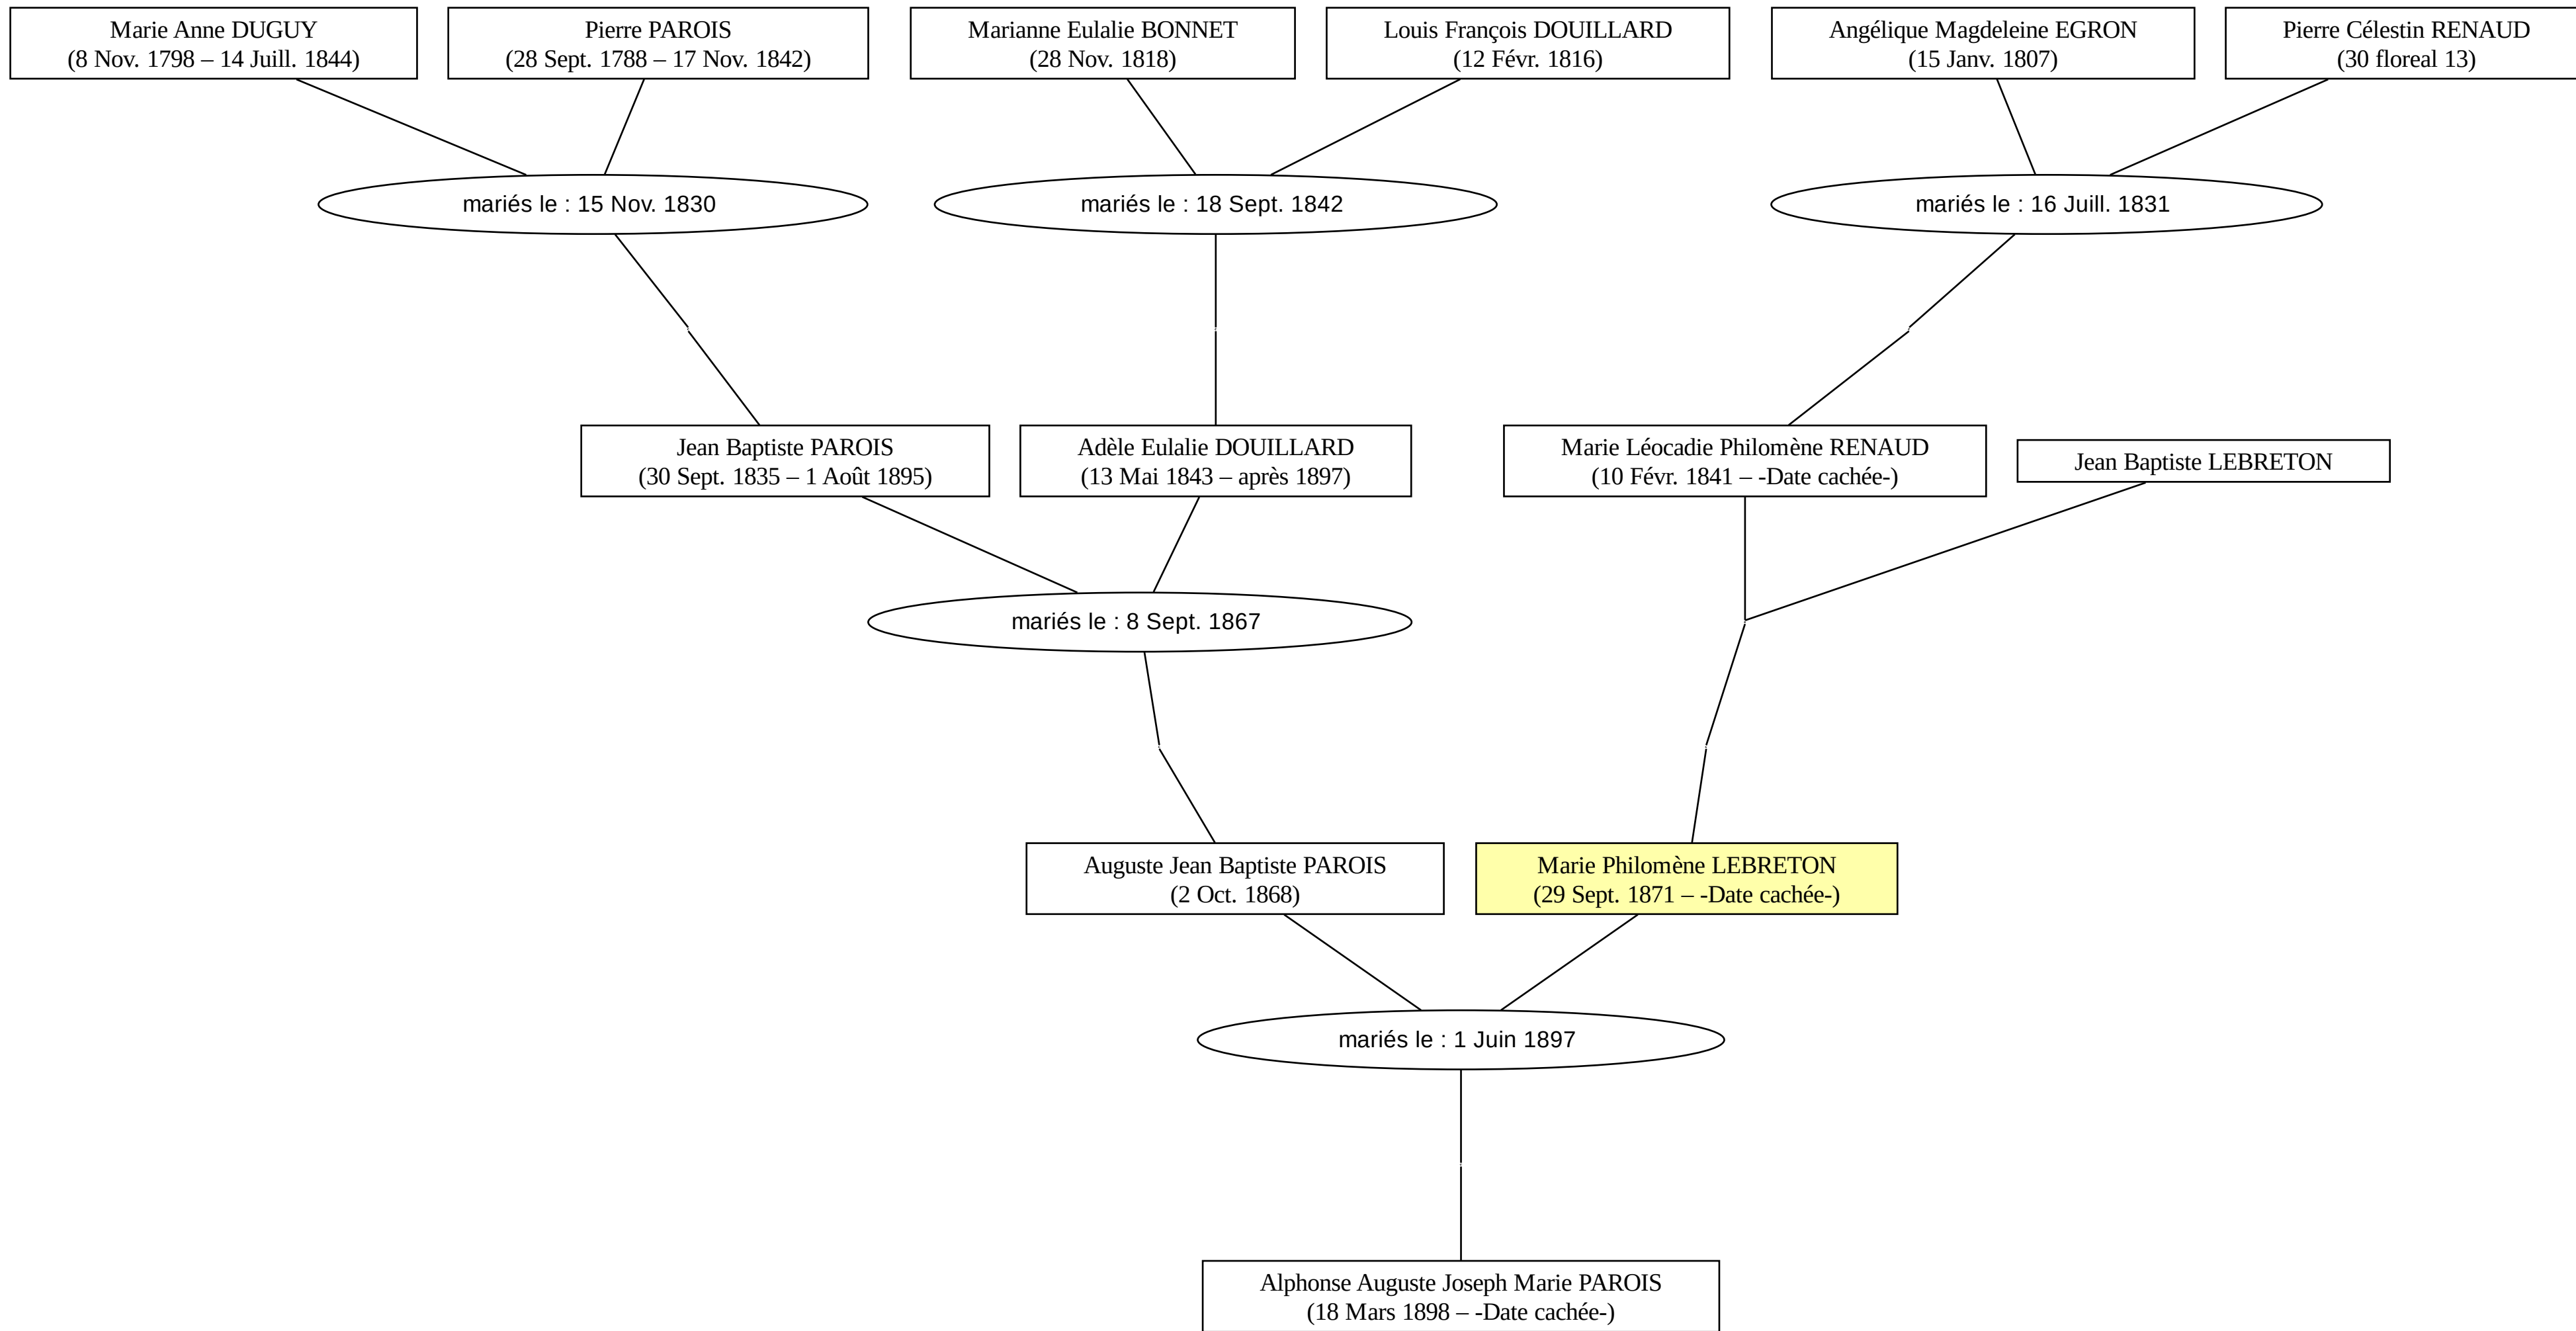 Marie Anne DUGUY
(8 Nov. 1798 – 14 Juill. 1844)
Pierre PAROIS
(28 Sept. 1788 – 17 Nov. 1842)
Marianne Eulalie BONNET
(28 Nov. 1818)
Louis François DOUILLARD
(12 Févr. 1816)
Angélique Magdeleine EGRON
(15 Janv. 1807)
Pierre Célestin RENAUD
(30 floreal 13)
mariés le : 15 Nov. 1830
mariés le : 18 Sept. 1842
mariés le : 16 Juill. 1831
Jean Baptiste PAROIS
(30 Sept. 1835 – 1 Août 1895)
Adèle Eulalie DOUILLARD
(13 Mai 1843 – après 1897)
Marie Léocadie Philomène RENAUD
(10 Févr. 1841 – -Date cachée-)
Jean Baptiste LEBRETON
mariés le : 8 Sept. 1867
Auguste Jean Baptiste PAROIS
(2 Oct. 1868)
Marie Philomène LEBRETON
(29 Sept. 1871 – -Date cachée-)
mariés le : 1 Juin 1897
Alphonse Auguste Joseph Marie PAROIS
(18 Mars 1898 – -Date cachée-)